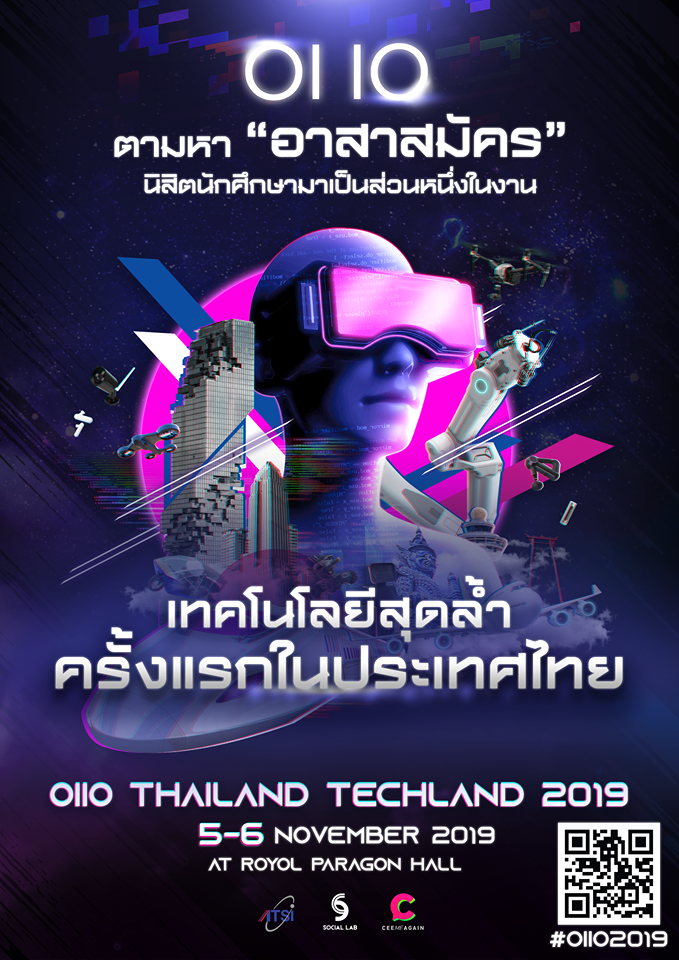 OIIO
ตามหา “อาสาสมัคร”
นิสิตนักศึกษามาเป็นส่วนหนึ่งในงาน
เทคโนโลยีสุดล้ำ
ครั้งแรกในประเทศไทย
OIIO THAILAND TECHLAND 2019
5-6 NOVEMBER 2019
AT ROYOL PARAGON HALL
ATSI
SOCIAL LAB
CEEMEAGAIN
#OIIO2019